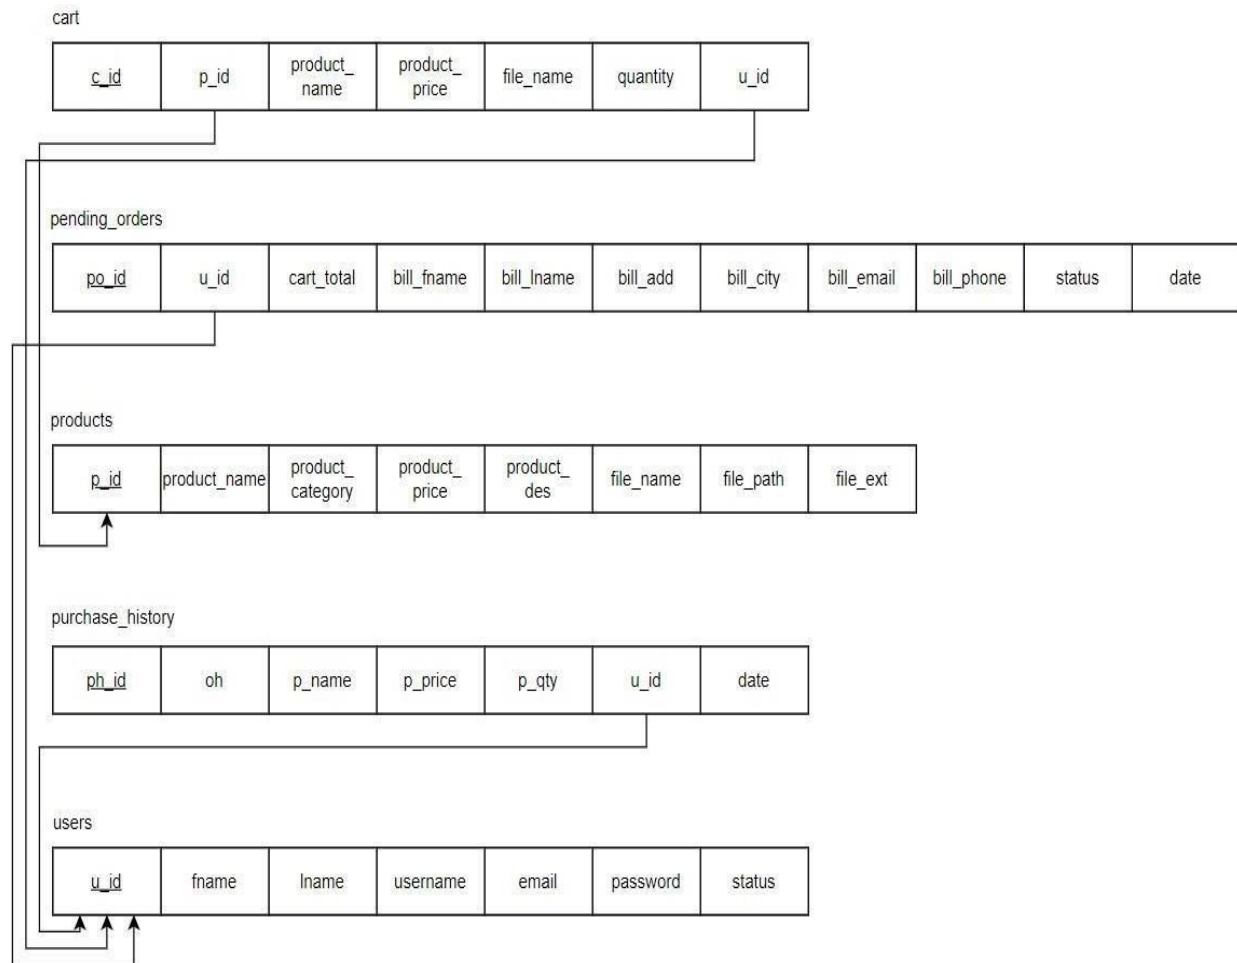 cart
c_id p_id product_ name product_ price file_name quantity u_id
pending_orders
po_id u_id cart_total bill_fname bill_lname bill_add bill_city bill_email bill_phone status date
products
p_id product_name product_ category product_ price product_ des file_name file_path file_ext
purchase_history
ph_id oh p_name p_price p_qty u_id date
users
u_id fname lname username email password status